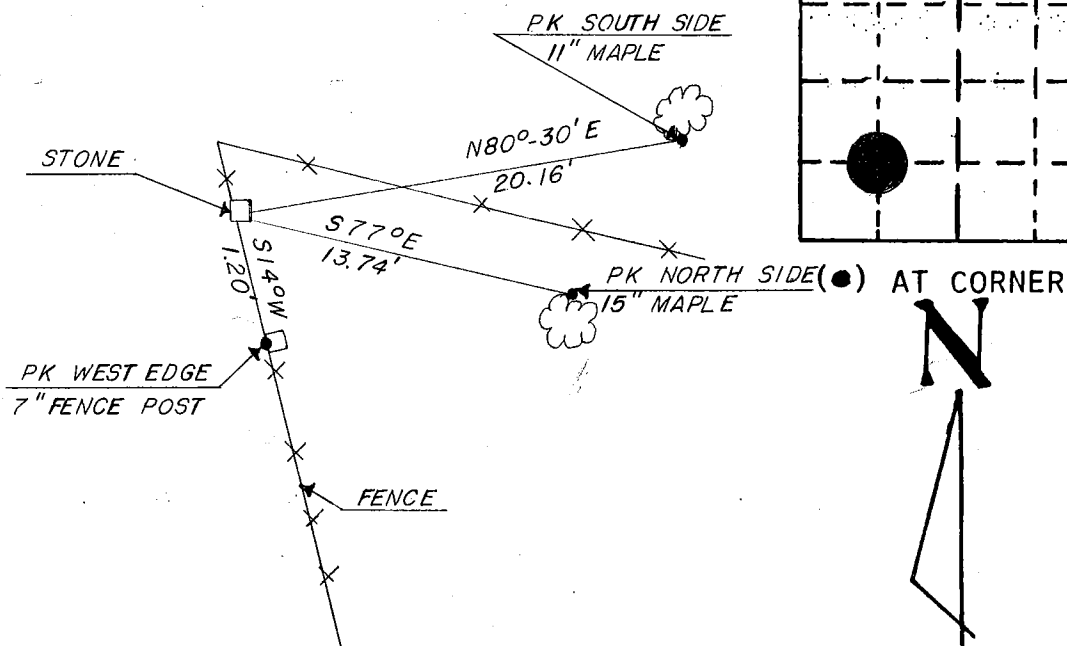 PK SOUTH SIDE
11" MAPLE
STONE
N80°-30'E
20.16'
S77°E
13.74'
S14°W
1.20'
PK NORTH SIDE
15" MAPLE
(●) AT CORNER
N
PK WEST EDGE
7" FENCE POST
FENCE